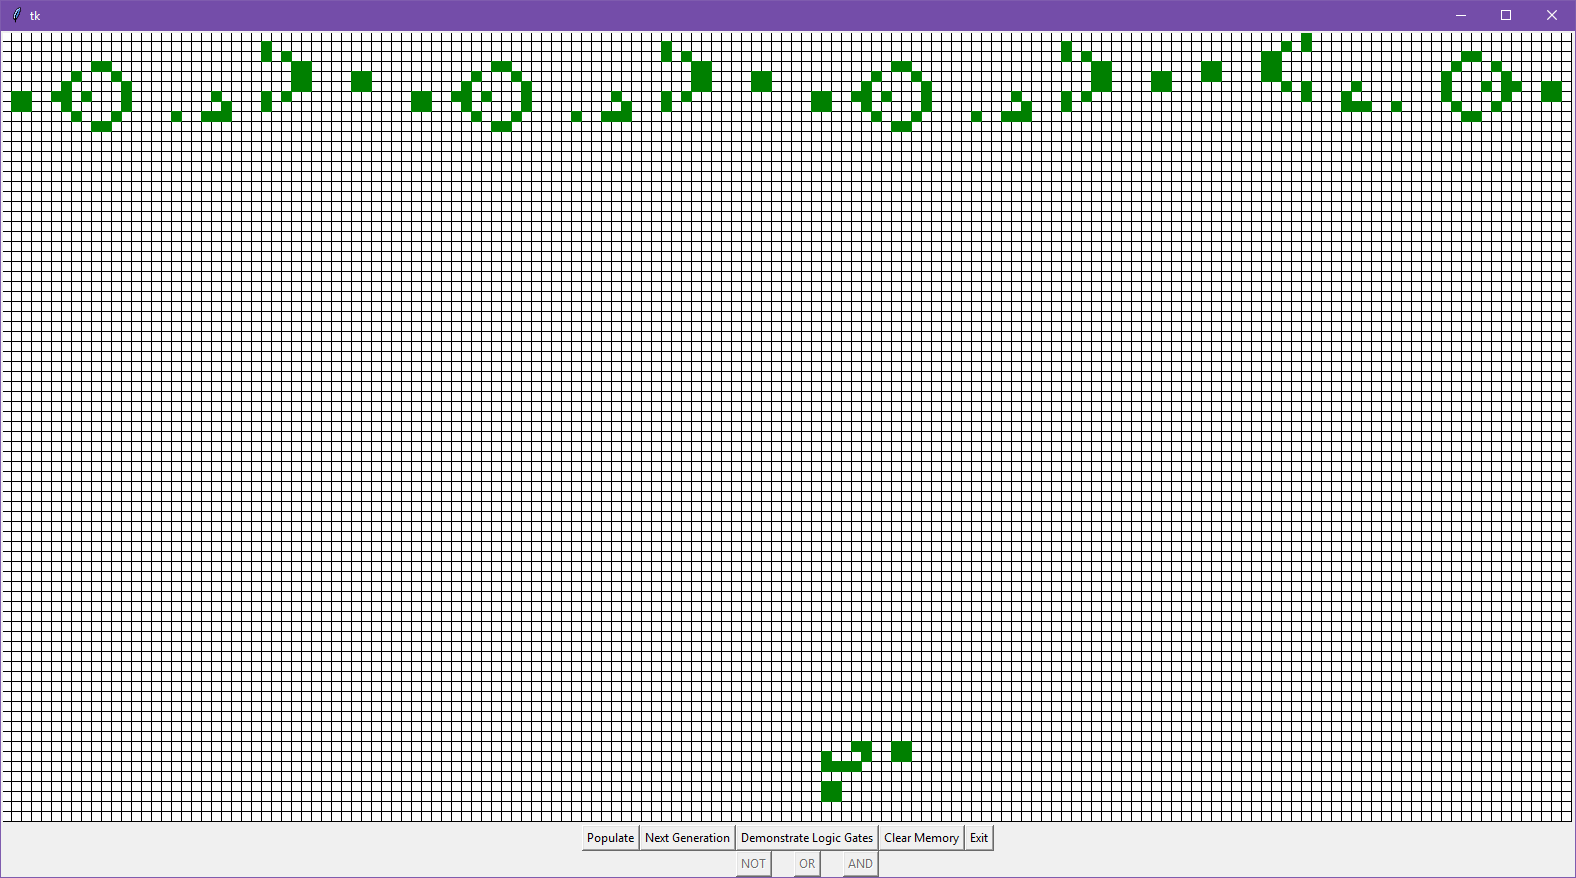 tk
Populate Next Generation Demonstrate Logic Gates Clear Memory Exit
NOT OR AND